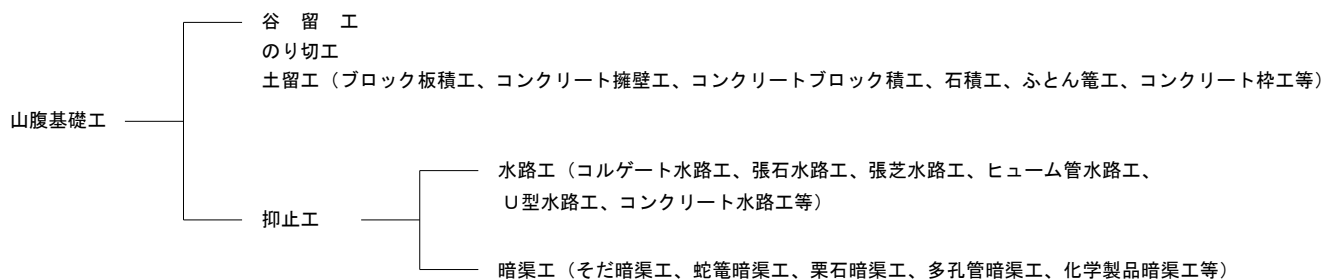 谷　留　工
のり切工
土留工（ブロック板積工、コンクリート擁壁工、コンクリートブロック積工、石積工、ふとん篭工、コンクリート枠工等）
山腹基礎工
水路工（コルゲート水路工、張石水路工、張芝水路工、ヒューム管水路工、
U型水路工、コンクリート水路工等）
抑止工
暗渠工（そだ暗渠工、蛇篭暗渠工、栗石暗渠工、多孔管暗渠工、化学製品暗渠工等）